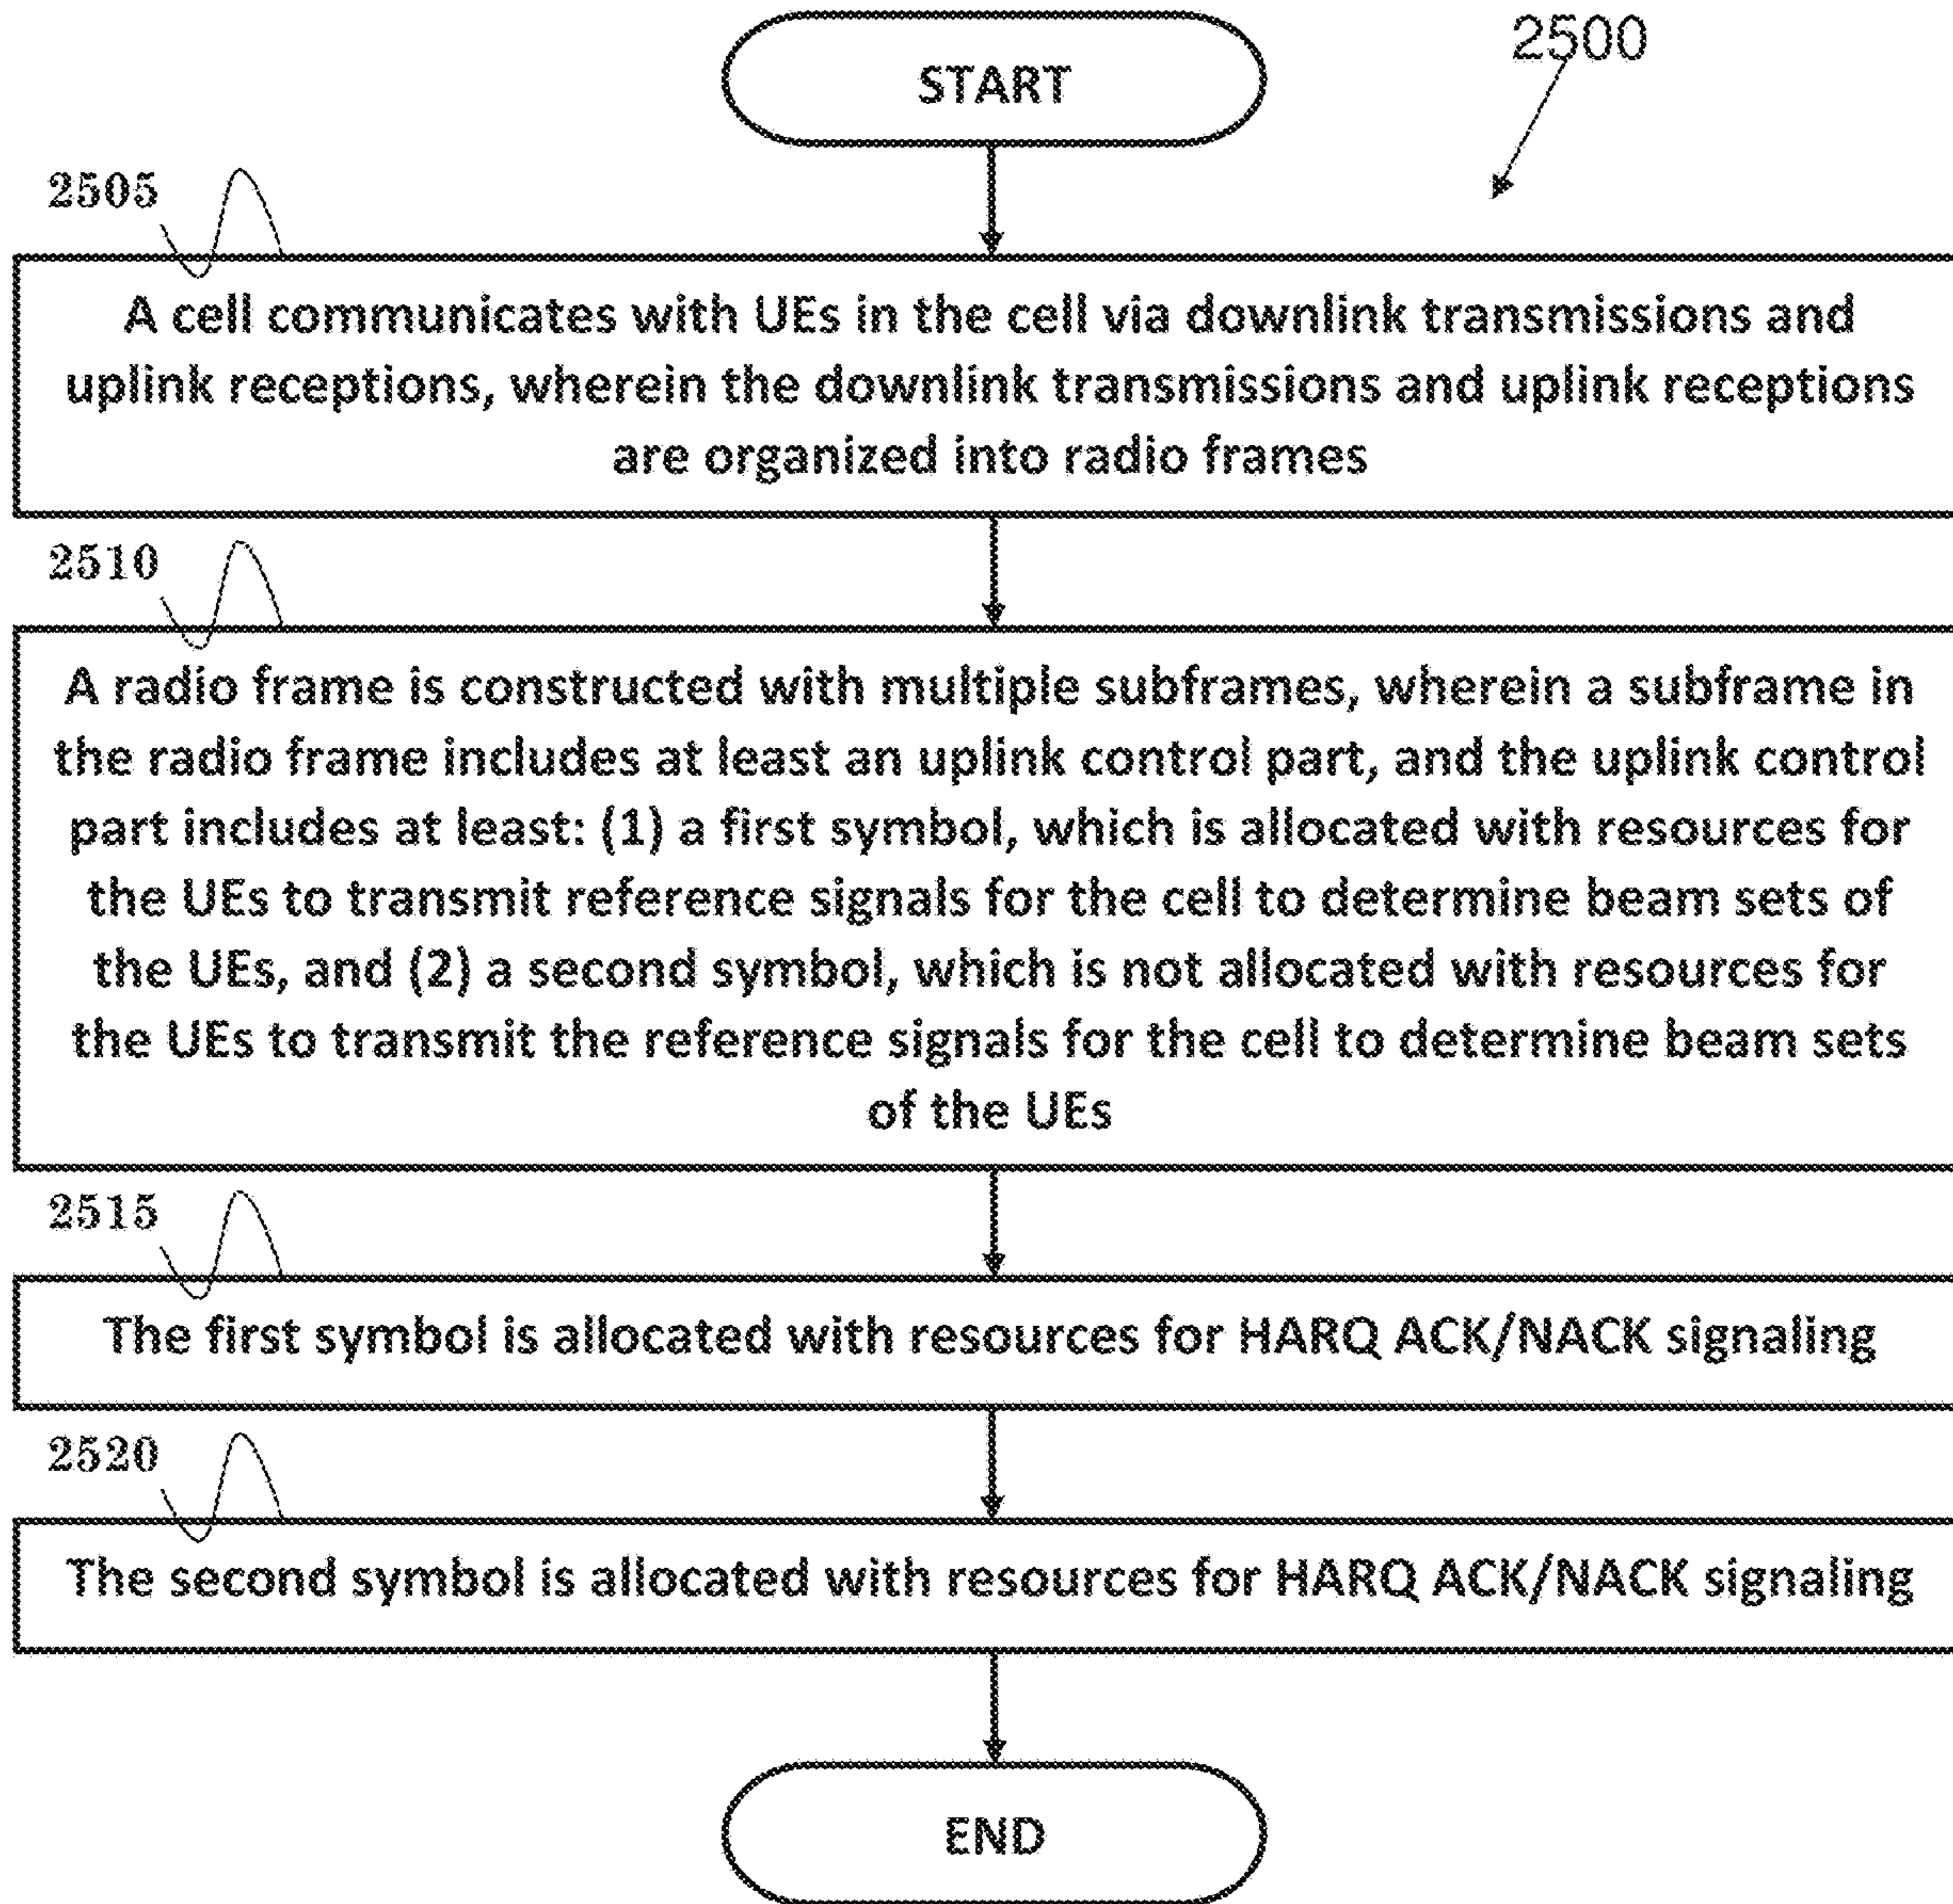 START
2500
2505
A cell communicates with UEs in the cell via downlink transmissions and
uplink receptions, wherein the downlink transmissions and uplink receptions
are organized into radio frames
2510
A radio frame is constructed with multiple subframes, wherein a subframe in
the radio frame includes at least an uplink control part, and the uplink control
part includes at least: (1) a first symbol, which is allocated with resources for
the UEs to transmit reference signals for the cell to determine beam sets of
the UEs, and (2) a second symbol, which is not allocated with resources for
the UEs to transmit the reference signals for the cell to determine beam sets
of the UEs
2515
The first symbol is allocated with resources for HARQ ACK/NACK signaling
2520
The second symbol is allocated with resources for HARQ ACK/NACK signaling
END